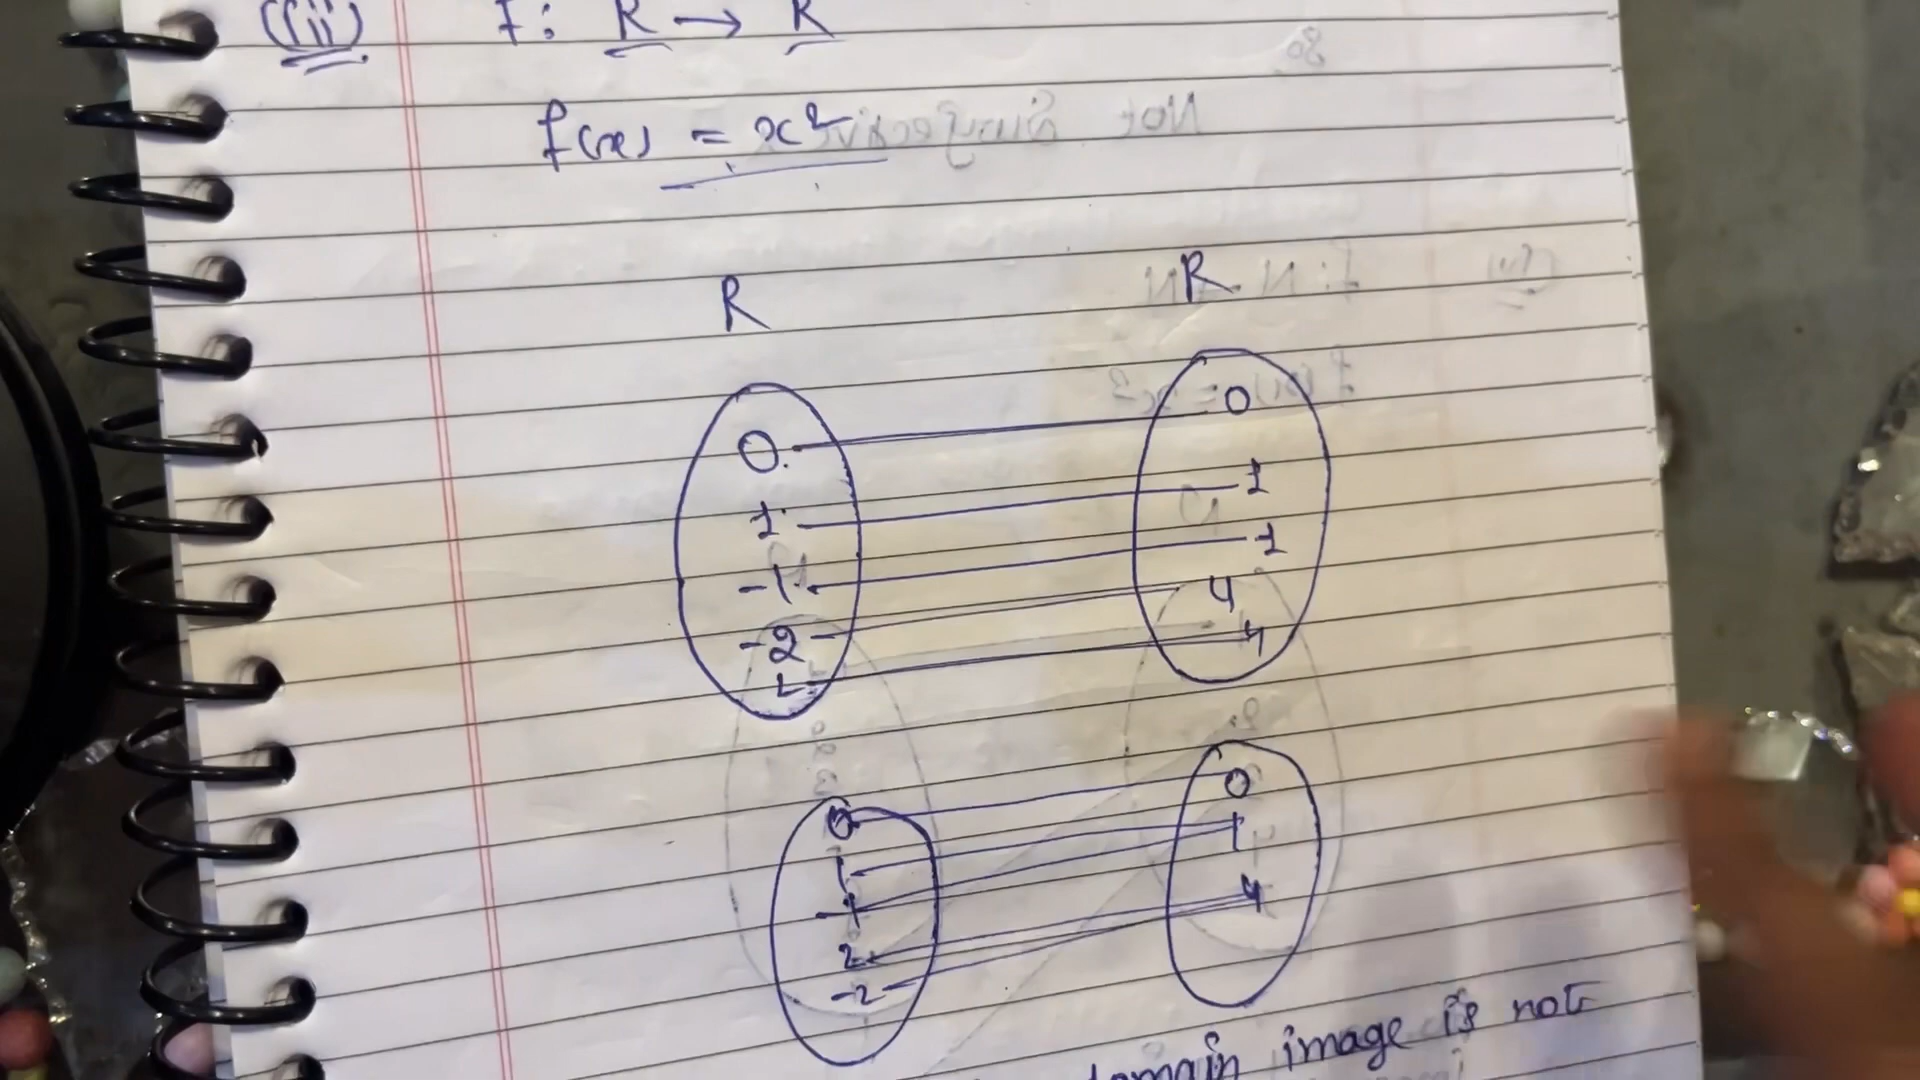 (iii) f: R → R
f(x) = x²
R R
0 0
1 1
-1 1
-2 4
2 4
0 0
1 1
-1 4
2
-2
domain image is not